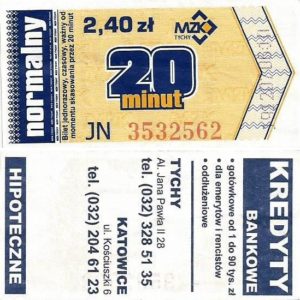 normalny
Bilet jednorazowy, czasowy, ważny od
momentu skasowania przez 20 minut
2,40 zł
MZK
TYCHY
20
minut
JN 3532562
KREDYTY
BANKOWE
• gotówkowe od 1 do 90 tys. zł
• dla emerytów i rencistów
• oddłużeniowe
TYCHY
Al. Jana Pawła II 28
tel. (032) 328 51 35
KATOWICE
ul. Kościuszki 6
tel. (032) 204 61 23
HIPOTECZNE